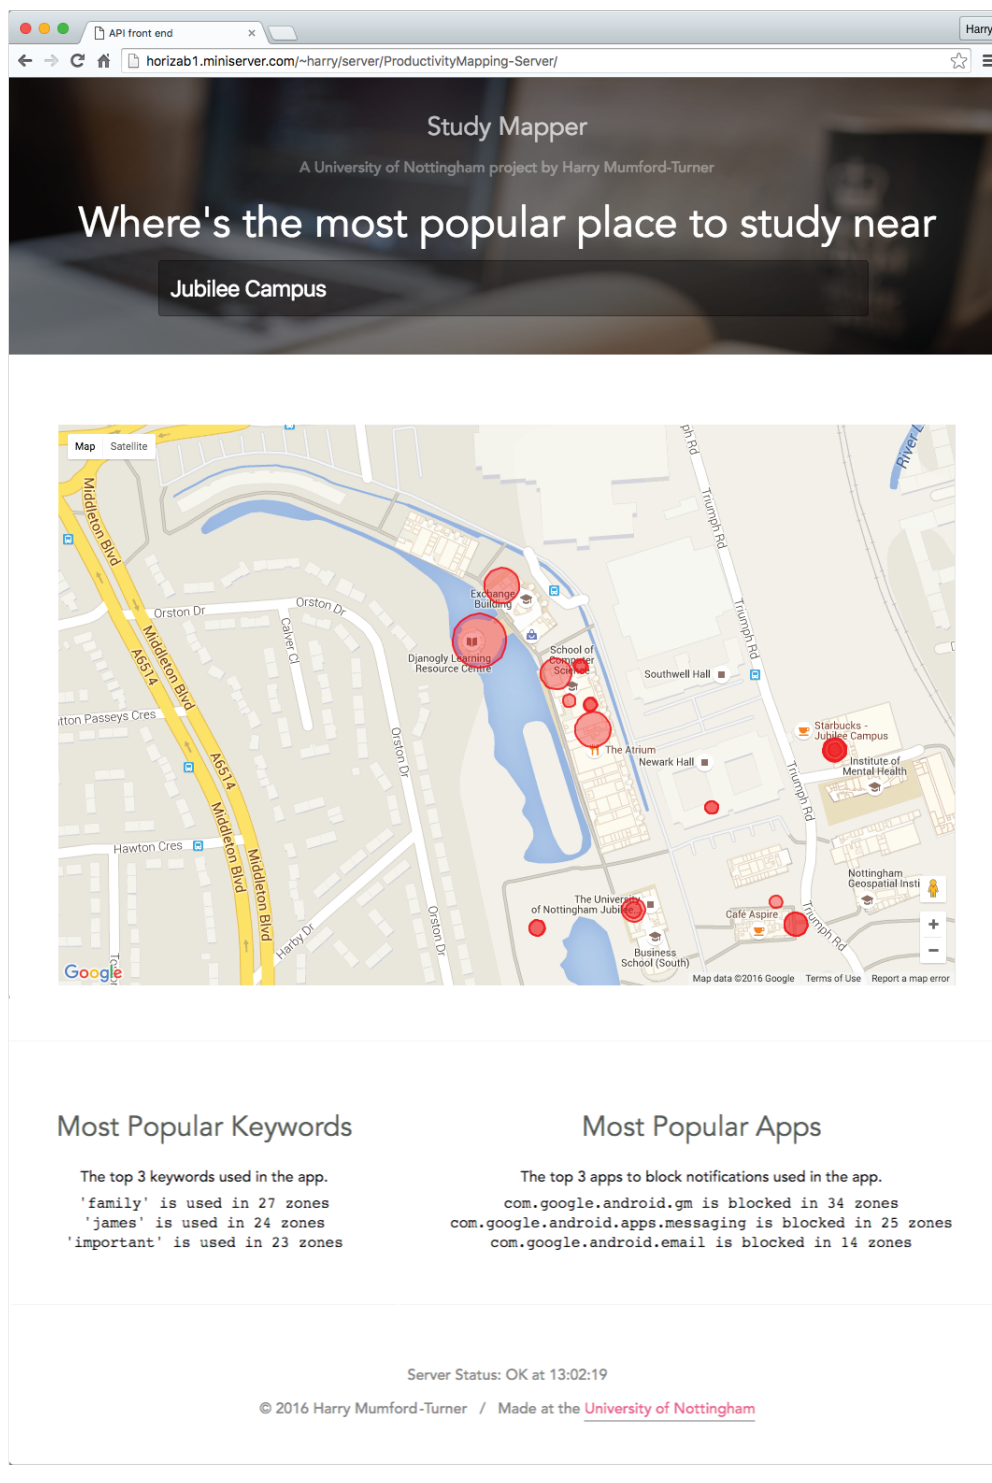 API front end
Harry
horizab1.miniserver.com/~harry/server/ProductivityMapping-Server/
Study Mapper
A University of Nottingham project by Harry Mumford-Turner
Where's the most popular place to study near
Jubilee Campus
Map Satellite
Middleton Blvd
ph Rd
River L
Triumph Rd
Orston Dr
Orston Dr
Calver Cl
Exchange
Building
Triumph Rd
Middleton Blvd
A6514
Djanogly Learning
Resource Centre
School of
Computer
Science
Southwell Hall
tton Passeys Cres
Orston Dr
Starbucks -
Jubilee Campus
The Atrium
Newark Hall
Institute of
Mental Health
A6514
Triumph Rd
Middleton Blvd
Middleton Blvd
Hawton Cres
Nottingham
Geospatial Insti
The University
of Nottingham Jubilee...
Café Aspire
Orston Dr
Harby Dr
Triumph Rd
Business
School (South)
Google
Map data ©2016 Google Terms of Use Report a map error
Most Popular Keywords
The top 3 keywords used in the app.
'family' is used in 27 zones
'james' is used in 24 zones
'important' is used in 23 zones
Most Popular Apps
The top 3 apps to block notifications used in the app.
com.google.android.gm is blocked in 34 zones
com.google.android.apps.messaging is blocked in 25 zones
com.google.android.email is blocked in 14 zones
Server Status: OK at 13:02:19
© 2016 Harry Mumford-Turner / Made at the University of Nottingham